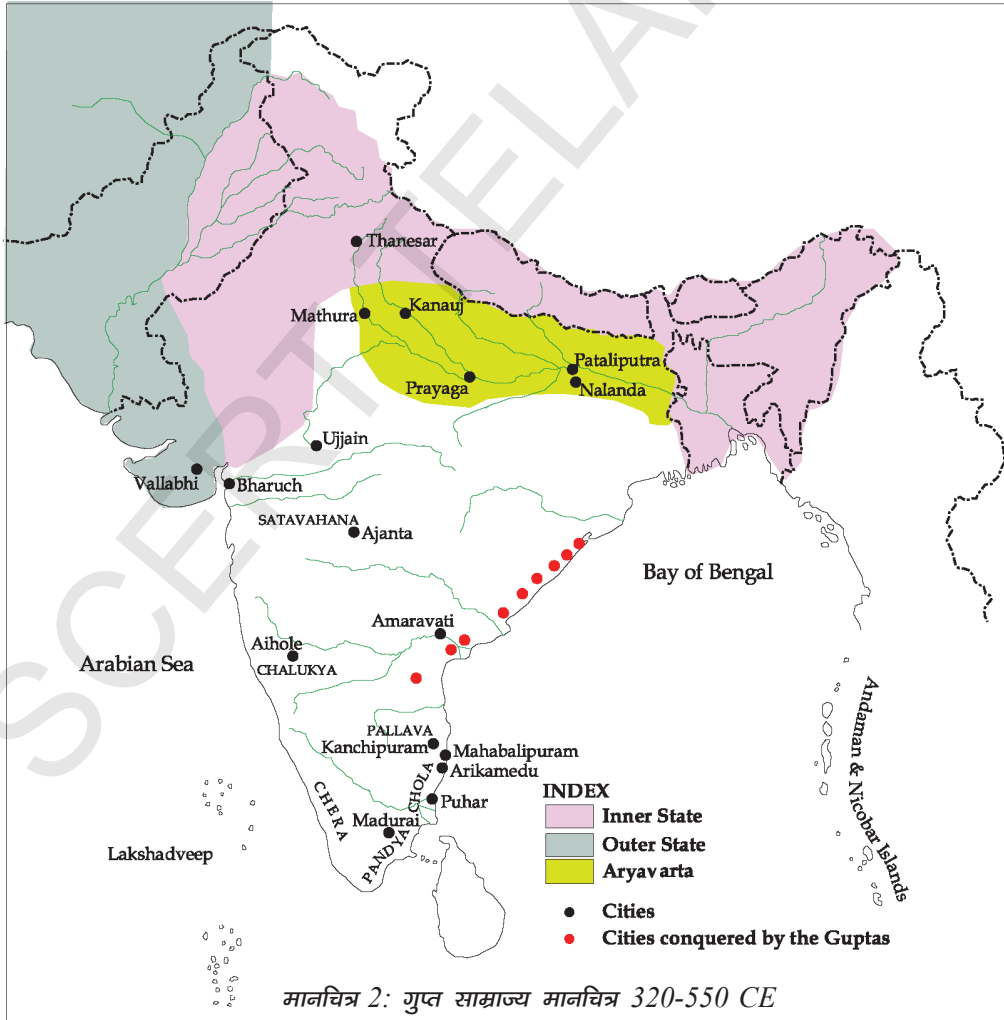 SCERT TELA
Thanesar
Kanauj
Mathura
Pataliputra
Prayaga
Nalanda
Ujjain
Vallabhi
Bharuch
SATAVAHANA
Ajanta
Bay of Bengal
Amaravati
Aihole
Arabian Sea
CHALUKYA
PALLAVA
Kanchipuram
Mahabalipuram
Arikamedu
CHOLA
Puhar
CHERA
Madurai
PANDYA
Lakshadveep
Andaman & Nicobar Islands
INDEX
Inner State
Outer State
Aryavarta
Cities
Cities conquered by the Guptas
मानचित्र 2: गुप्त साम्राज्य मानचित्र 320-550 CE